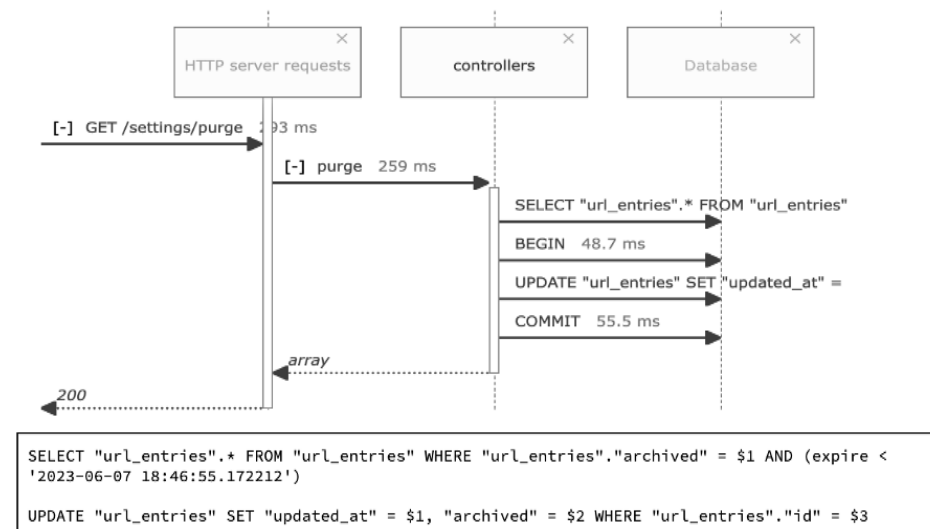 HTTP server requests
controllers
Database
[-] GET /settings/purge 293 ms
[-] purge 259 ms
SELECT "url_entries".* FROM "url_entries"
BEGIN 48.7 ms
UPDATE "url_entries" SET "updated_at" =
COMMIT 55.5 ms
array
200
SELECT "url_entries".* FROM "url_entries" WHERE "url_entries"."archived" = $1 AND (expire <
'2023-06-07 18:46:55.172212')
UPDATE "url_entries" SET "updated_at" = $1, "archived" = $2 WHERE "url_entries"."id" = $3